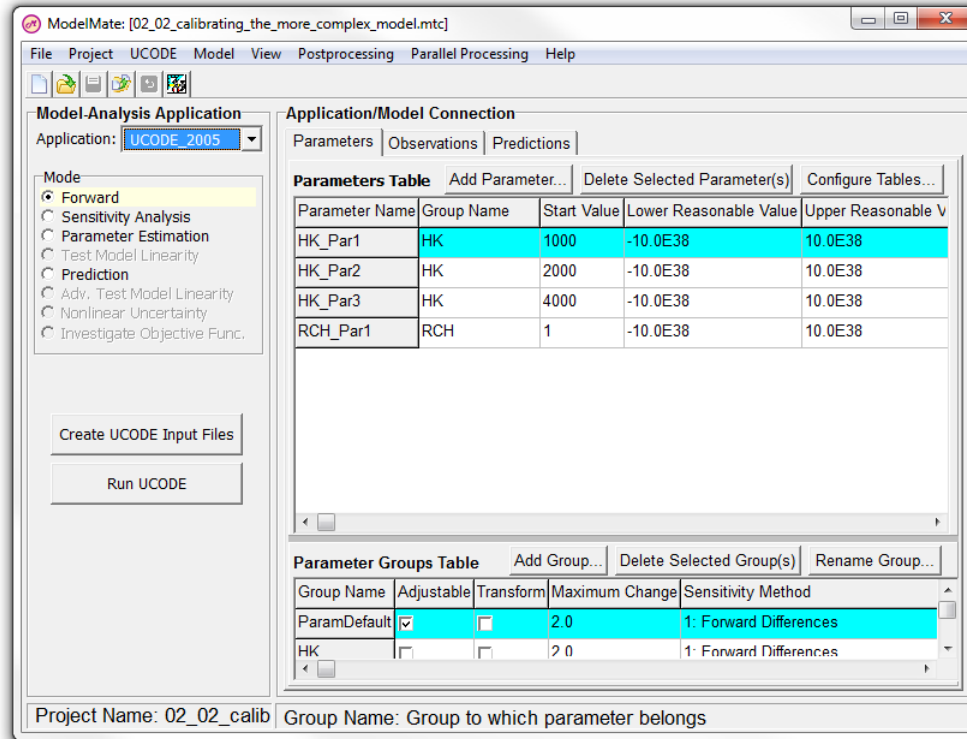 ModelMate: [02_02_calibrating_the_more_complex_model.mtc]
File Project UCODE Model View Postprocessing Parallel Processing Help
Model-Analysis Application
Application: UCODE_2005
Mode
Forward
Sensitivity Analysis
Parameter Estimation
Test Model Linearity
Prediction
Adv. Test Model Linearity
Nonlinear Uncertainty
Investigate Objective Func.
Create UCODE Input Files
Run UCODE
Application/Model Connection
Parameters Observations Predictions
Parameters Table Add Parameter... Delete Selected Parameter(s) Configure Tables...
Parameter Name Group Name Start Value Lower Reasonable Value Upper Reasonable V
HK_Par1 HK 1000 -10.0E38 10.0E38
HK_Par2 HK 2000 -10.0E38 10.0E38
HK_Par3 HK 4000 -10.0E38 10.0E38
RCH_Par1 RCH 1 -10.0E38 10.0E38
Parameter Groups Table Add Group... Delete Selected Group(s) Rename Group...
Group Name Adjustable Transform Maximum Change Sensitivity Method
ParamDefault 2.0 1: Forward Differences
HK 2.0 1: Forward Differences
Project Name: 02_02_calib Group Name: Group to which parameter belongs